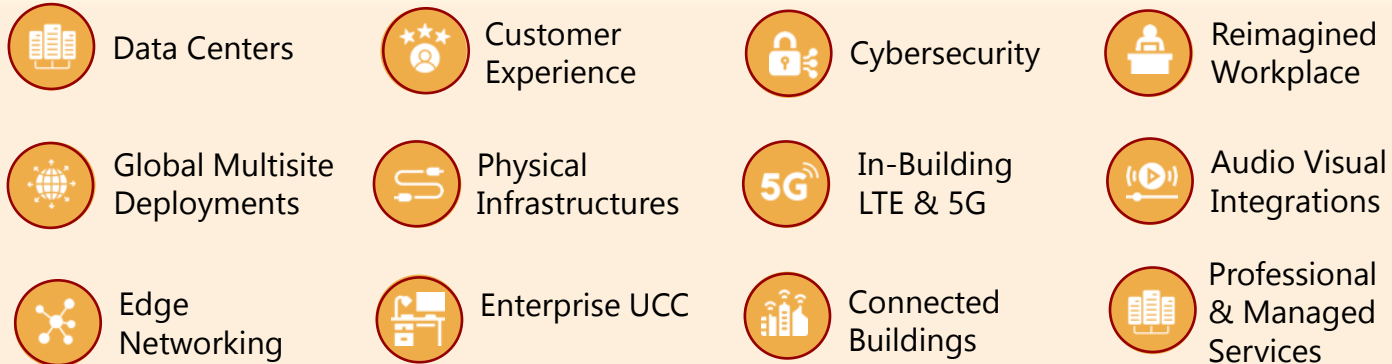 Data Centers
Customer
Experience
Cybersecurity
Reimagined
Workplace
Global Multisite
Deployments
Physical
Infrastructures
5G
In-Building
LTE & 5G
Audio Visual
Integrations
Edge
Networking
Enterprise UCC
Connected
Buildings
Professional
& Managed
Services